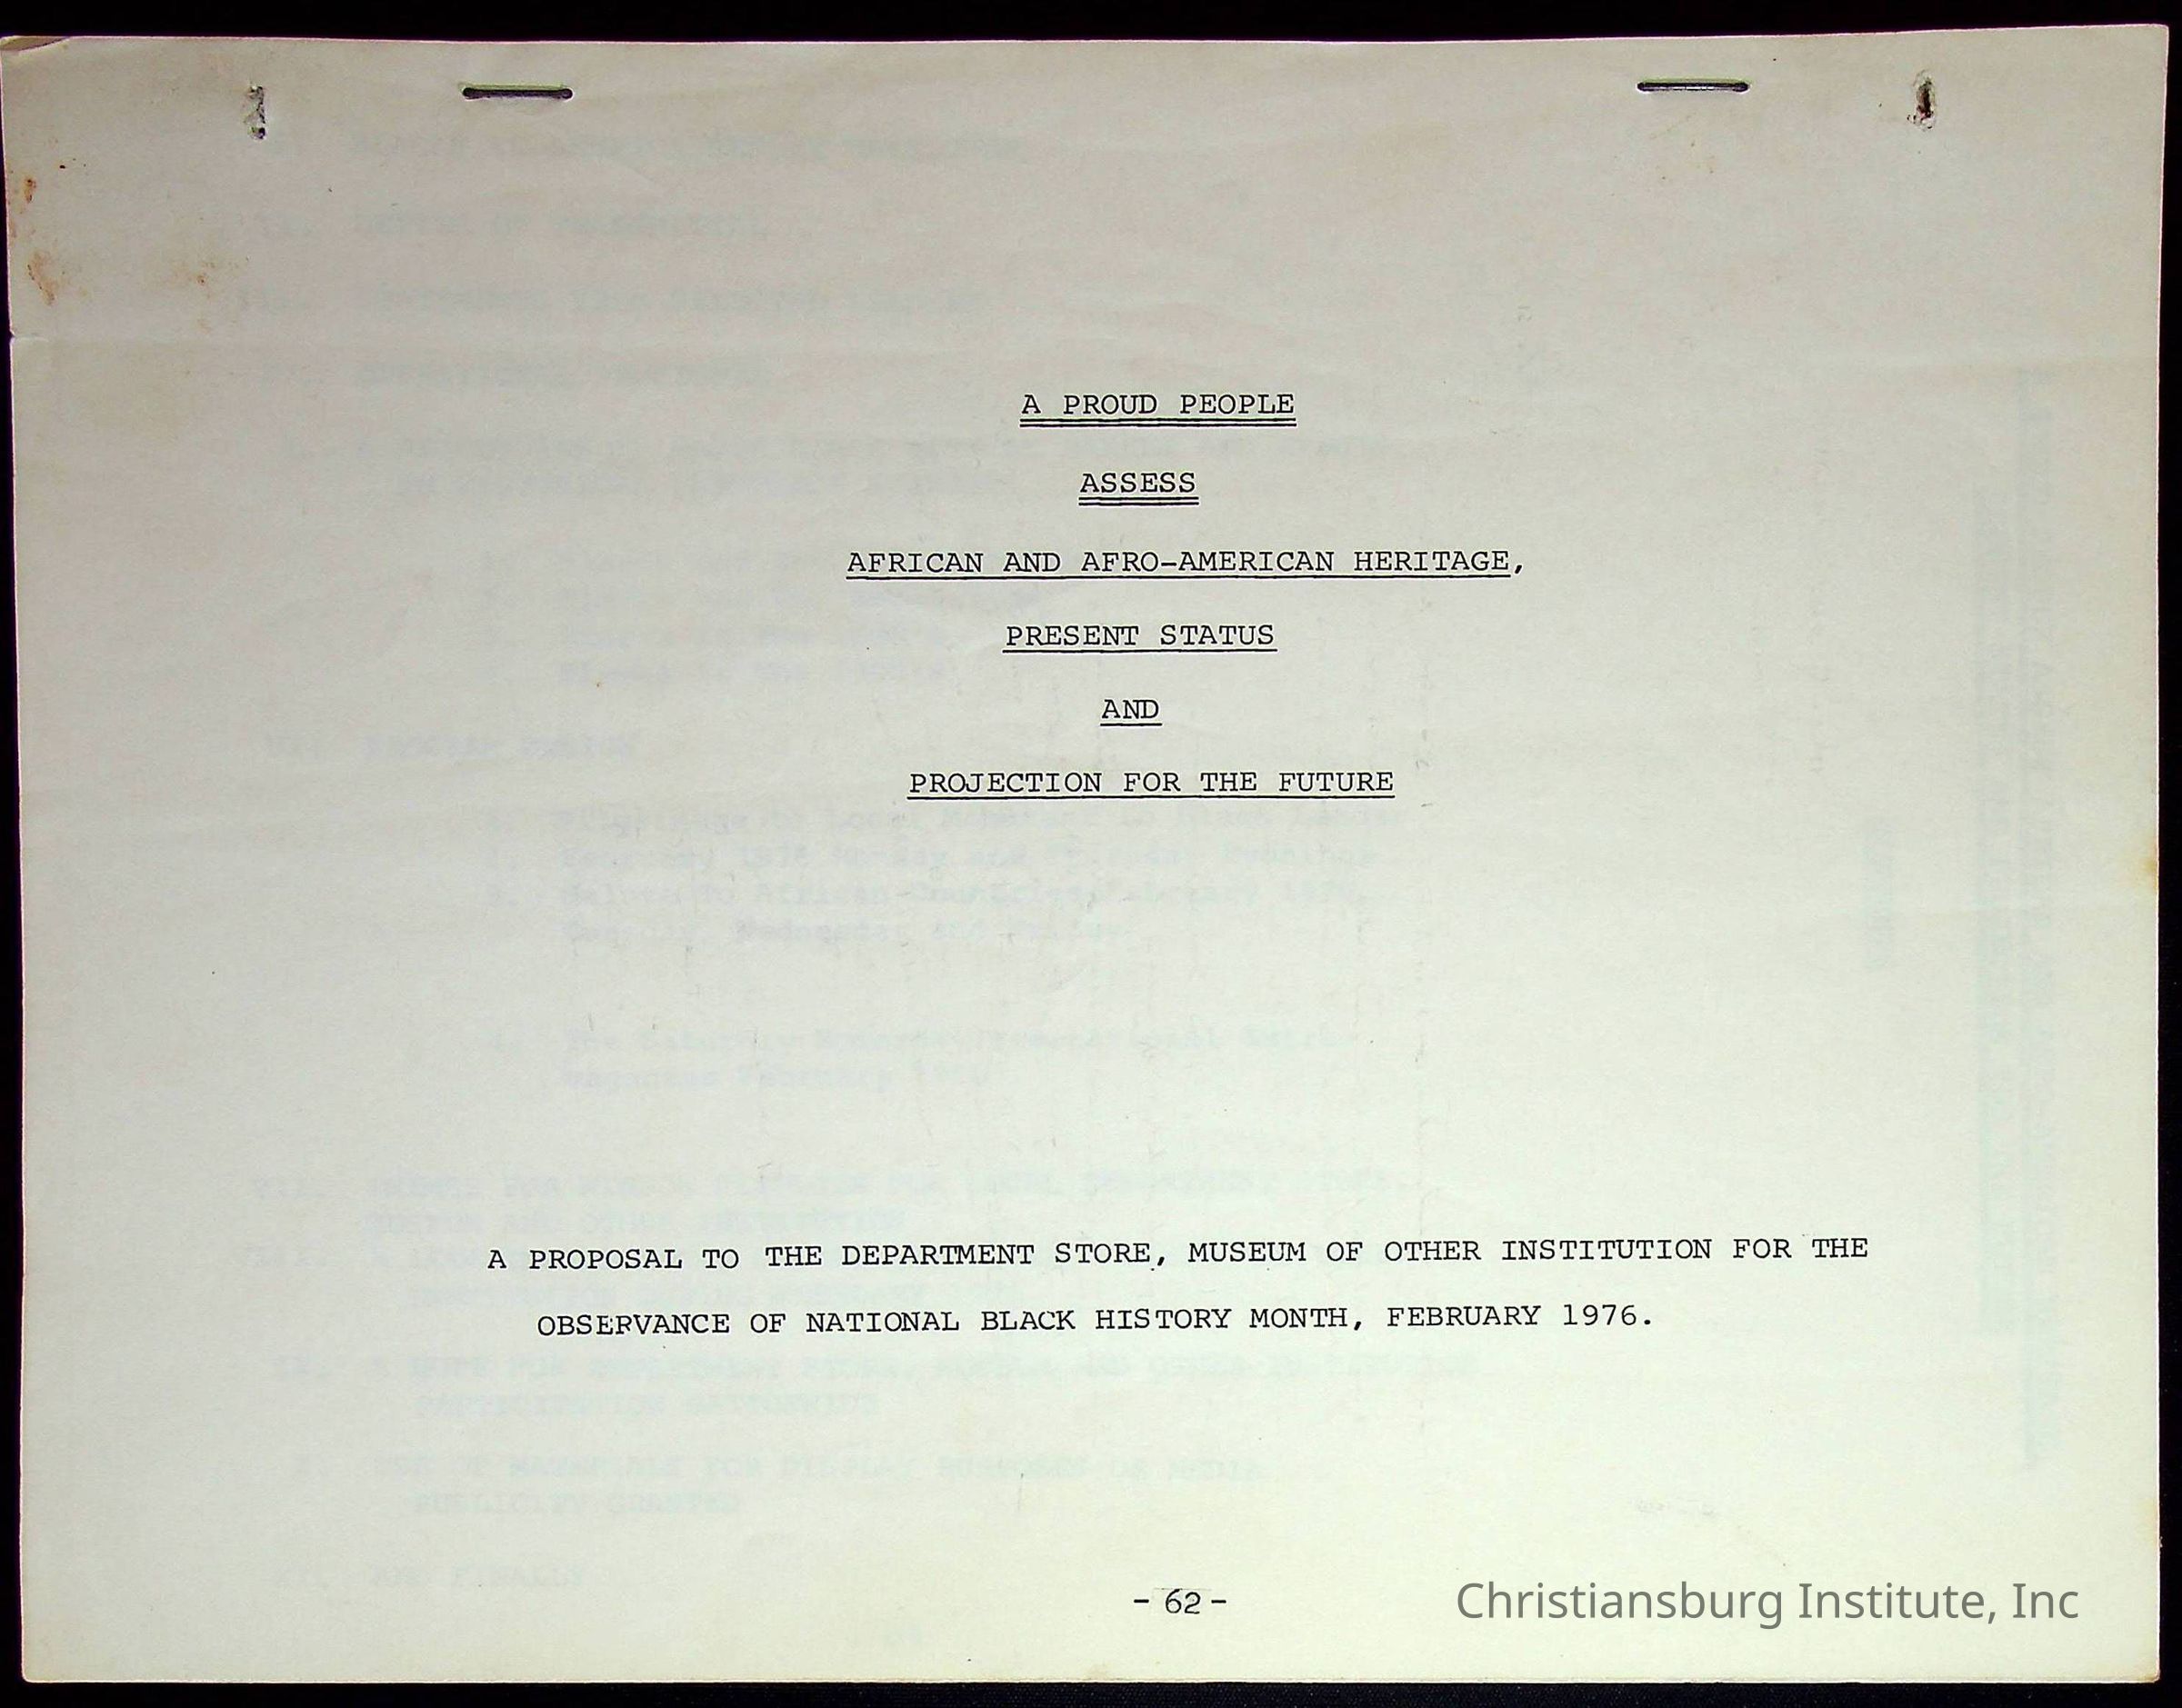 A PROUD PEOPLE
ASSESS
AFRICAN AND AFRO-AMERICAN HERITAGE,
PRESENT STATUS
AND
PROJECTION FOR THE FUTURE
A PROPOSAL TO THE DEPARTMENT STORE, MUSEUM OF OTHER INSTITUTION FOR THE
OBSERVANCE OF NATIONAL BLACK HISTORY MONTH, FEBRUARY 1976.
- 62 -
Christiansburg Institute, Inc